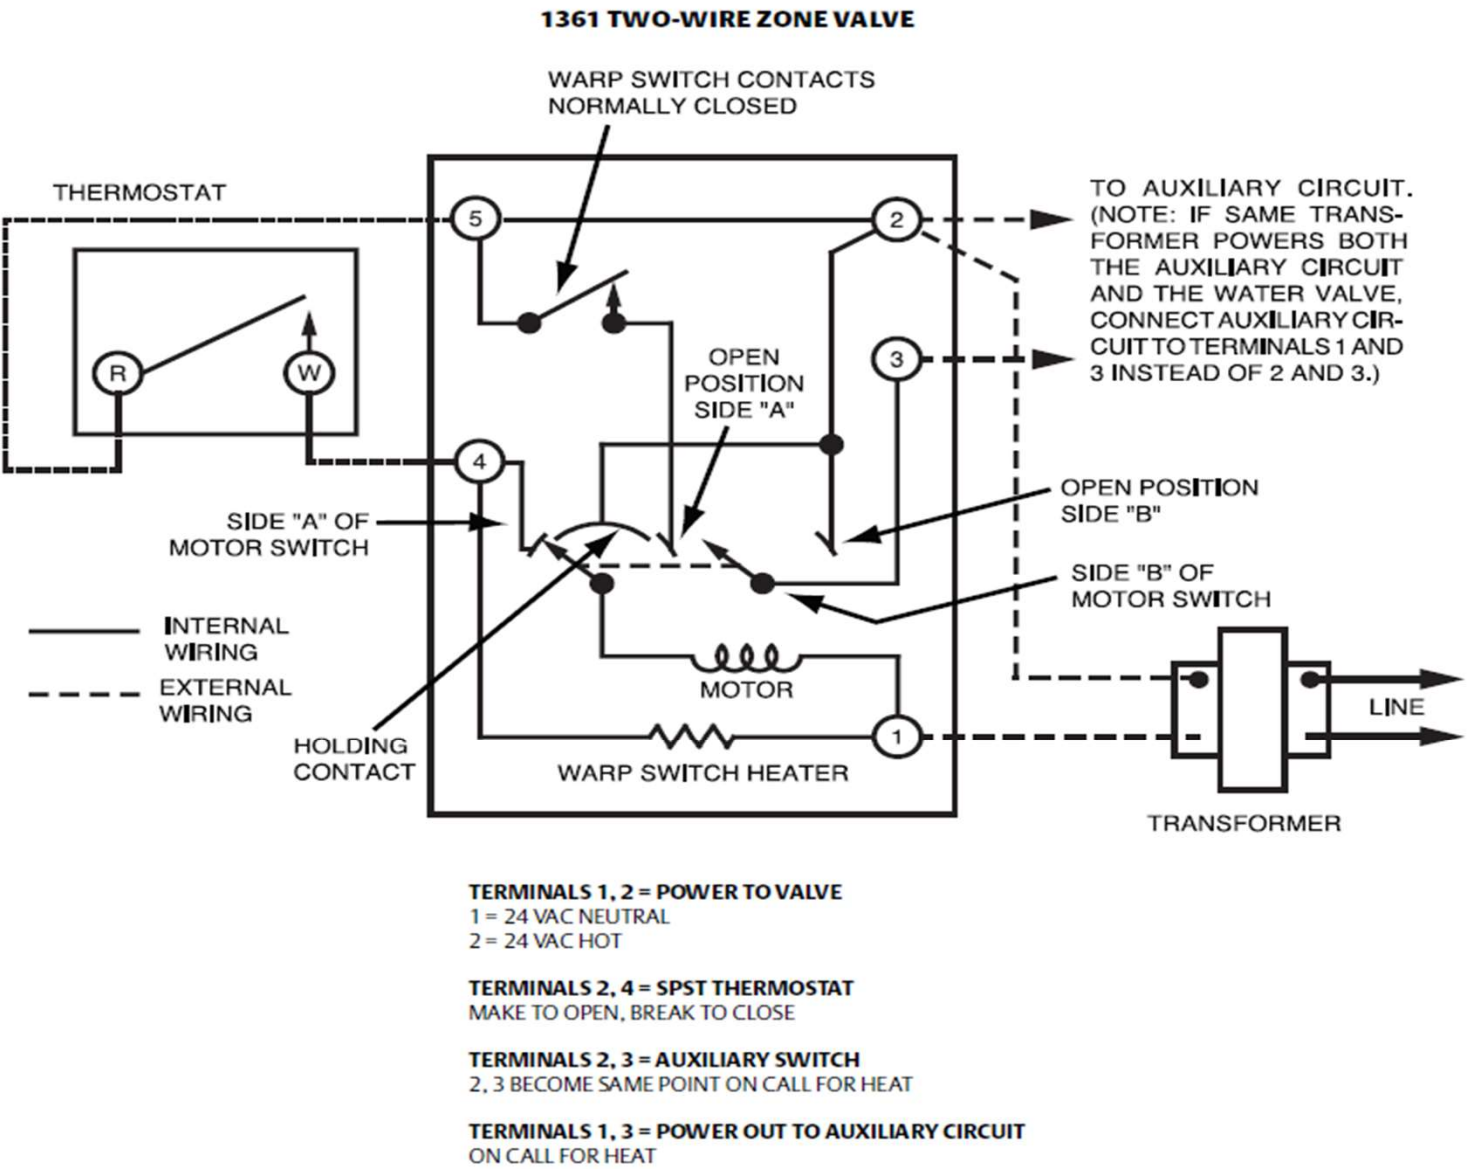 1361 TWO-WIRE ZONE VALVE
WARP SWITCH CONTACTS
NORMALLY CLOSED
THERMOSTAT
5
2
TO AUXILIARY CIRCUIT.
(NOTE: IF SAME TRANS-
FORMER POWERS BOTH
THE AUXILIARY CIRCUIT
AND THE WATER VALVE,
CONNECT AUXILIARY CIR-
CUIT TO TERMINALS 1 AND
3 INSTEAD OF 2 AND 3.)
R
W
3
OPEN
POSITION
SIDE "A"
4
OPEN POSITION
SIDE "B"
SIDE "A" OF
MOTOR SWITCH
SIDE "B" OF
MOTOR SWITCH
INTERNAL
WIRING
EXTERNAL
WIRING
MOTOR
LINE
HOLDING
CONTACT
1
WARP SWITCH HEATER
TRANSFORMER
TERMINALS 1, 2 = POWER TO VALVE
1 = 24 VAC NEUTRAL
2 = 24 VAC HOT
TERMINALS 2, 4 = SPST THERMOSTAT
MAKE TO OPEN, BREAK TO CLOSE
TERMINALS 2, 3 = AUXILIARY SWITCH
2, 3 BECOME SAME POINT ON CALL FOR HEAT
TERMINALS 1, 3 = POWER OUT TO AUXILIARY CIRCUIT
ON CALL FOR HEAT